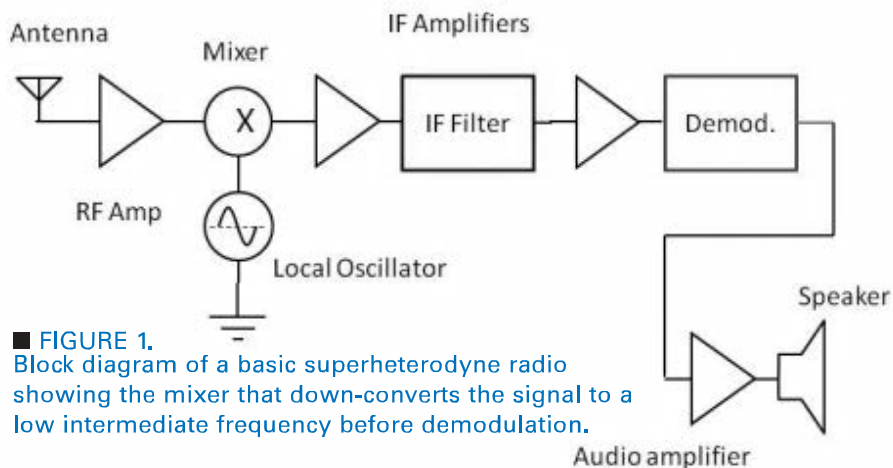 Antenna
Mixer
IF Amplifiers
X
IF Filter
Demod.
RF Amp
Local Oscillator
Speaker
■ FIGURE 1.
Block diagram of a basic superheterodyne radio
showing the mixer that down-converts the signal to a
low intermediate frequency before demodulation.
Audio amplifier